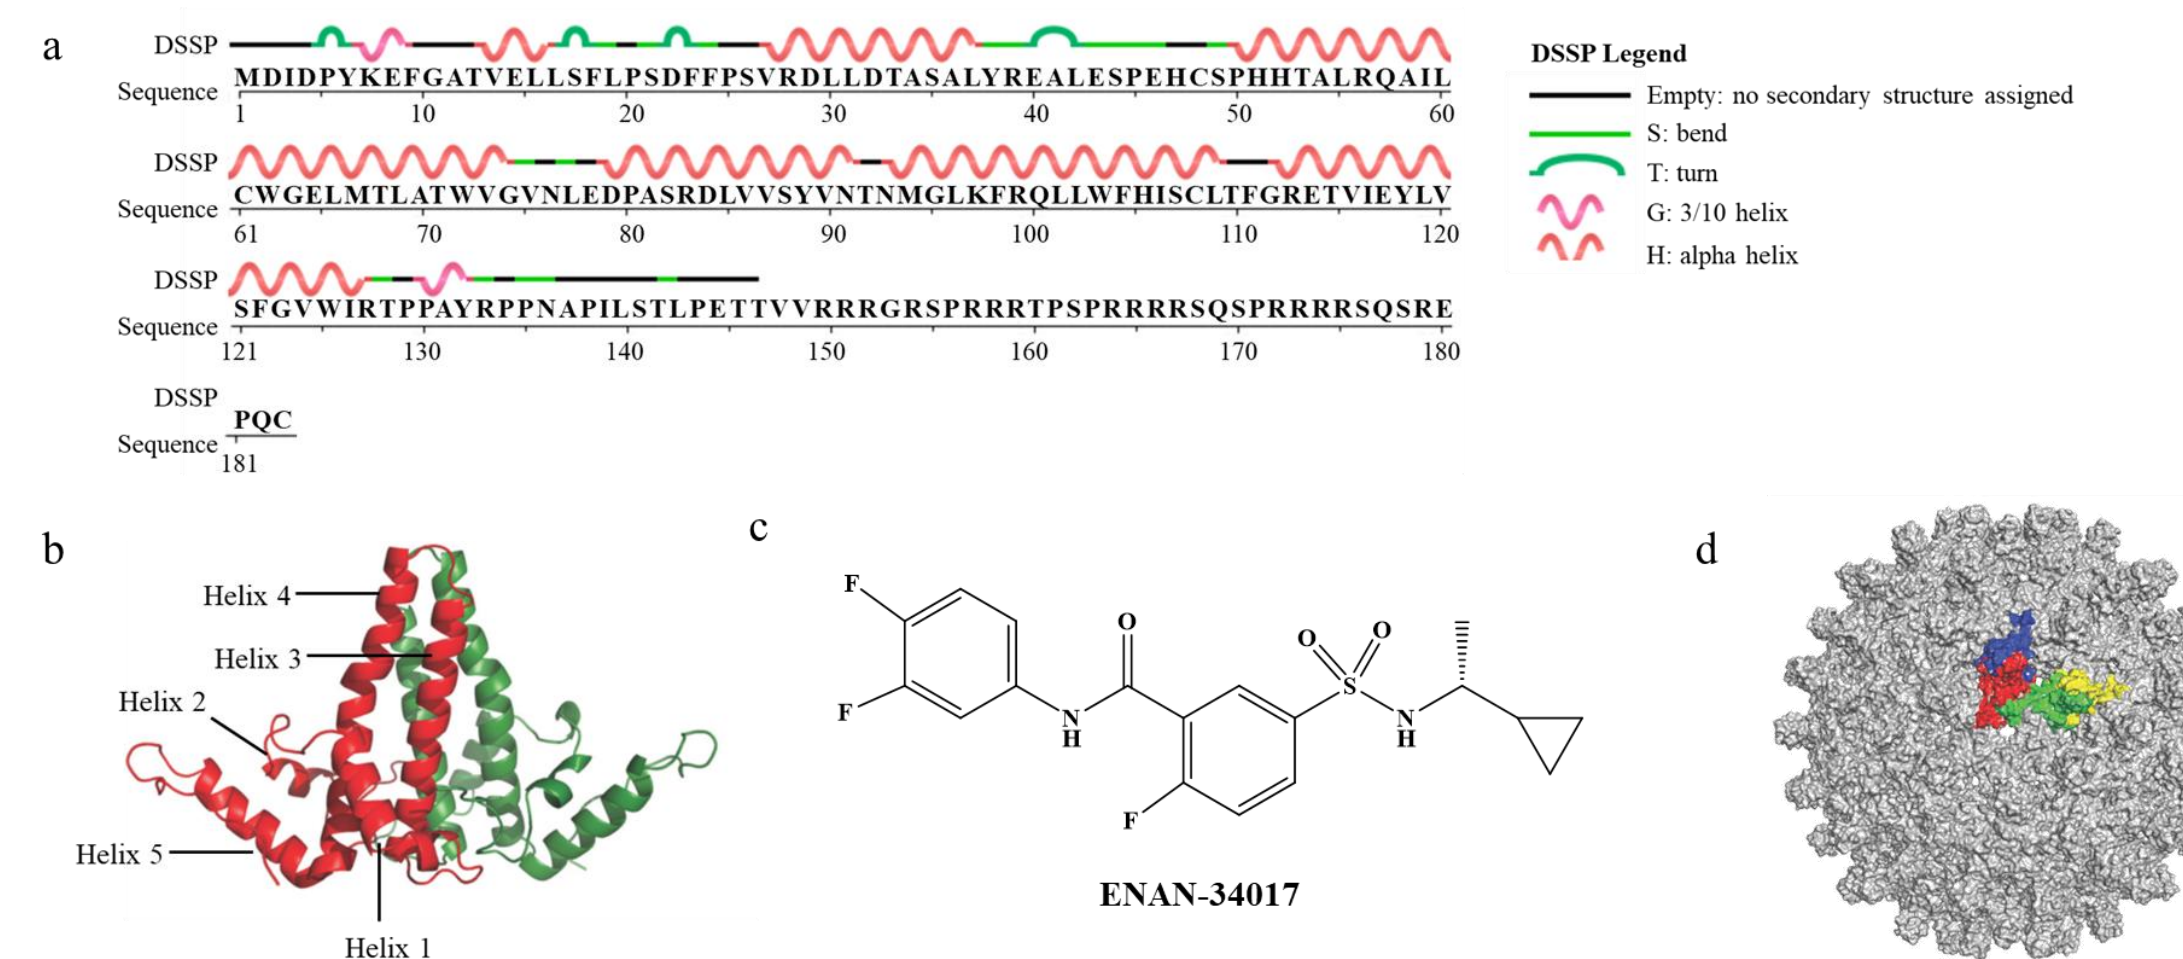 a
DSSP
Sequence
MDIDPYKEFGATVELLSFLPSDFFPSVRDLLDTASALYREALESPEHCSPHHTALRQAIL
1 10 20 30 40 50 60
DSSP
Sequence
CWGELMTLATWVGVNLEDPASRDLVVSYVNTNMGLKFRQLLWFHISCLTFGRETVIEYLV
61 70 80 90 100 110 120
DSSP
Sequence
SFGVWIRTPPAYRPPNAPILSTLPETTVVRRRGRSPRRRTPSPRRRRSQSPRRRRSQSRE
121 130 140 150 160 170 180
DSSP
Sequence
PQC
181
DSSP Legend
Empty: no secondary structure assigned
S: bend
T: turn
G: 3/10 helix
H: alpha helix
b
Helix 4
Helix 3
Helix 2
Helix 5
Helix 1
c
F
F
O
N
H
F
O
O
S
N
H
ENAN-34017
d